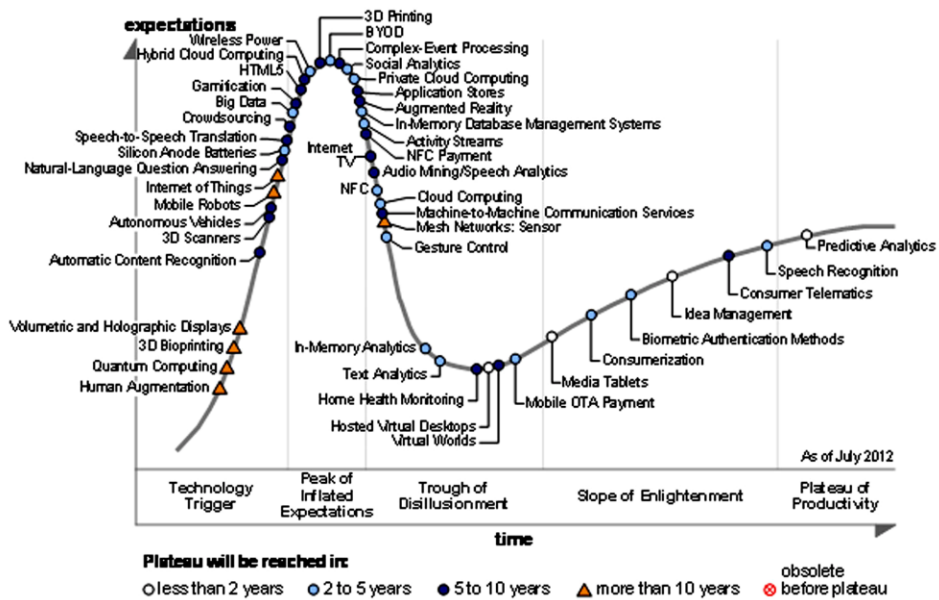 expectations
3D Printing
BYOD
Wireless Power
Complex-Event Processing
Hybrid Cloud Computing
Social Analytics
HTML5
Private Cloud Computing
Gamification
Application Stores
Big Data
Augmented Reality
Crowdsourcing
In-Memory Database Management Systems
Speech-to-Speech Translation
Activity Streams
Silicon Anode Batteries
Internet
TV
NFC Payment
Natural-Language Question Answering
Audio Mining/Speech Analytics
Internet of Things
NFC
Mobile Robots
Cloud Computing
Autonomous Vehicles
Machine-to-Machine Communication Services
3D Scanners
Mesh Networks: Sensor
Gesture Control
Automatic Content Recognition
Predictive Analytics
Speech Recognition
Consumer Telematics
Idea Management
Volumetric and Holographic Displays
3D Bioprinting
In-Memory Analytics
Biometric Authentication Methods
Quantum Computing
Text Analytics
Consumerization
Human Augmentation
Media Tablets
Home Health Monitoring
Mobile OTA Payment
Hosted Virtual Desktops
Virtual Worlds
As of July 2012
Technology
Trigger
Peak of
Inflated
Expectations
Trough of
Disillusionment
Slope of Enlightenment
Plateau of
Productivity
time
Plateau will be reached in:
less than 2 years
2 to 5 years
5 to 10 years
more than 10 years
obsolete
before plateau